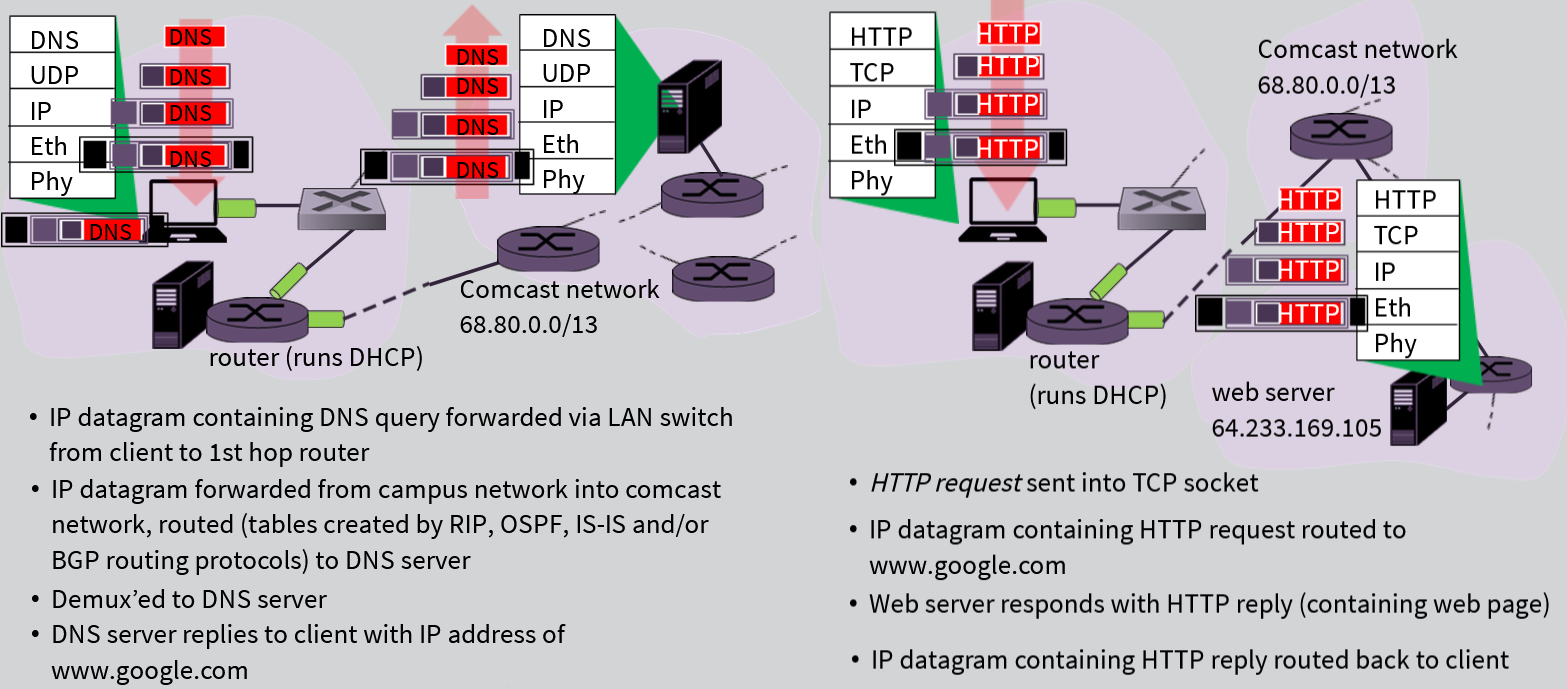 DNS
UDP
IP
Eth
Phy
DNS
DNS
DNS
DNS
DNS
DNS
DNS
DNS
DNS
DNS
UDP
IP
Eth
Phy
Comcast network
68.80.0.0/13
router (runs DHCP)
• IP datagram containing DNS query forwarded via LAN switch
from client to 1st hop router
• IP datagram forwarded from campus network into comcast
network, routed (tables created by RIP, OSPF, IS-IS and/or
BGP routing protocols) to DNS server
• Demux’ed to DNS server
• DNS server replies to client with IP address of
www.google.com
HTTP
TCP
IP
Eth
Phy
HTTP
HTTP
HTTP
HTTP
Comcast network
68.80.0.0/13
HTTP
HTTP
HTTP
HTTP
HTTP
TCP
IP
Eth
Phy
router
(runs DHCP)
web server
64.233.169.105
• HTTP request sent into TCP socket
• IP datagram containing HTTP request routed to
www.google.com
• Web server responds with HTTP reply (containing web page)
• IP datagram containing HTTP reply routed back to client